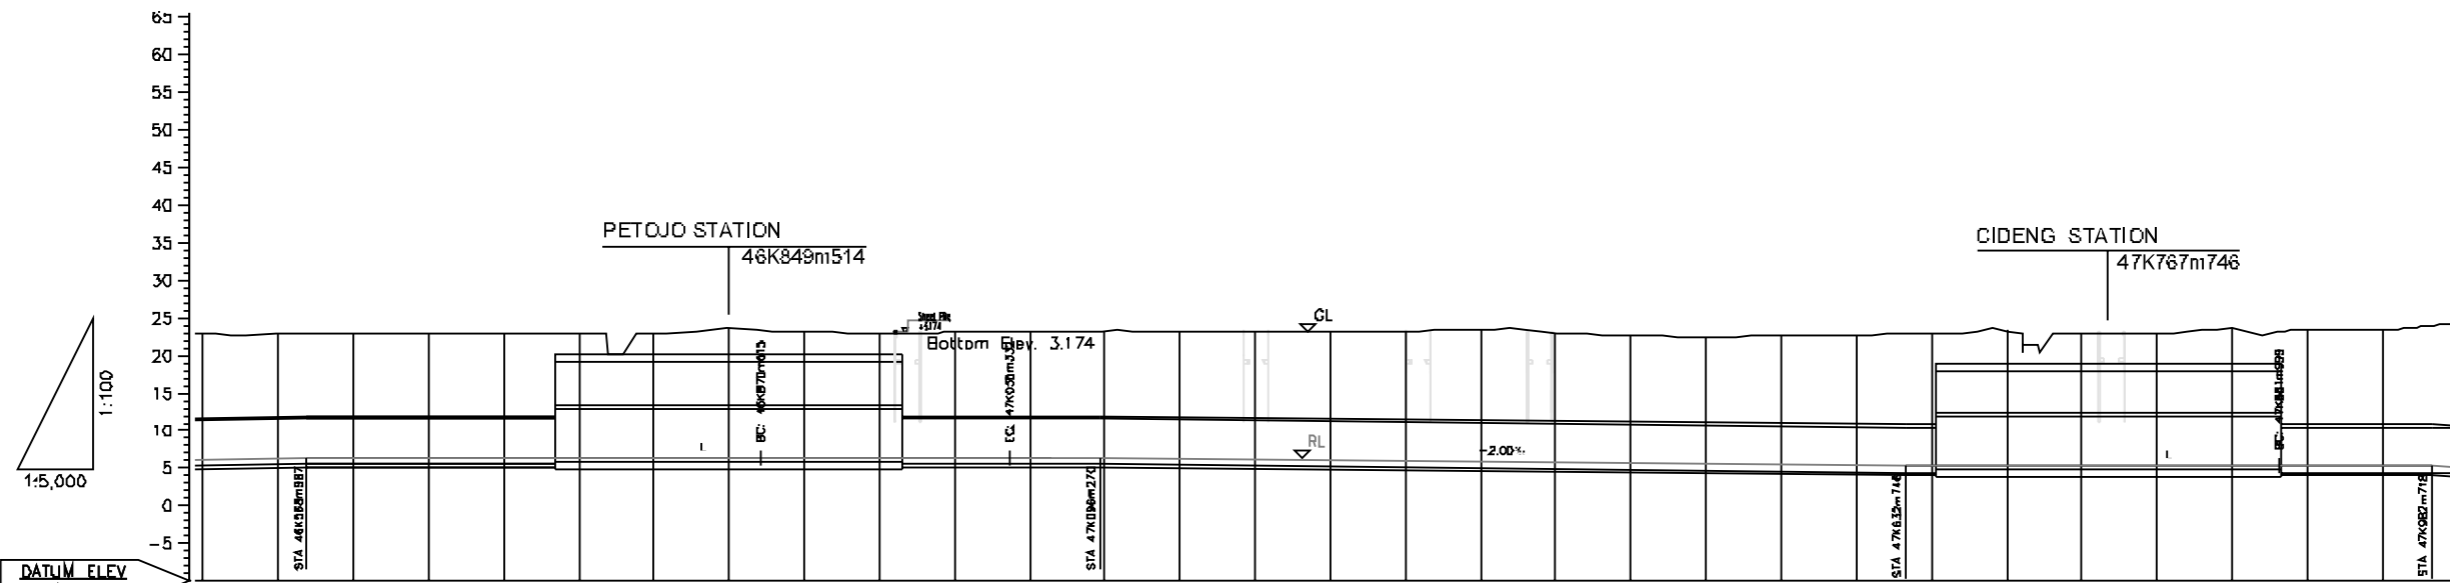 65
60
55
50
45
40
35
30
25
20
15
10
5
0
-5
DATUM ELEV
1:100
1:5,000
PETOJO STATION
46K849m514
CIDENG STATION
47K767m746
GL
RL
Bottom Elev. 3.174
-2.00‰
L
L
STA 46K568m987
STA 47K096m270
STA 47K632m746
STA 47K982m718